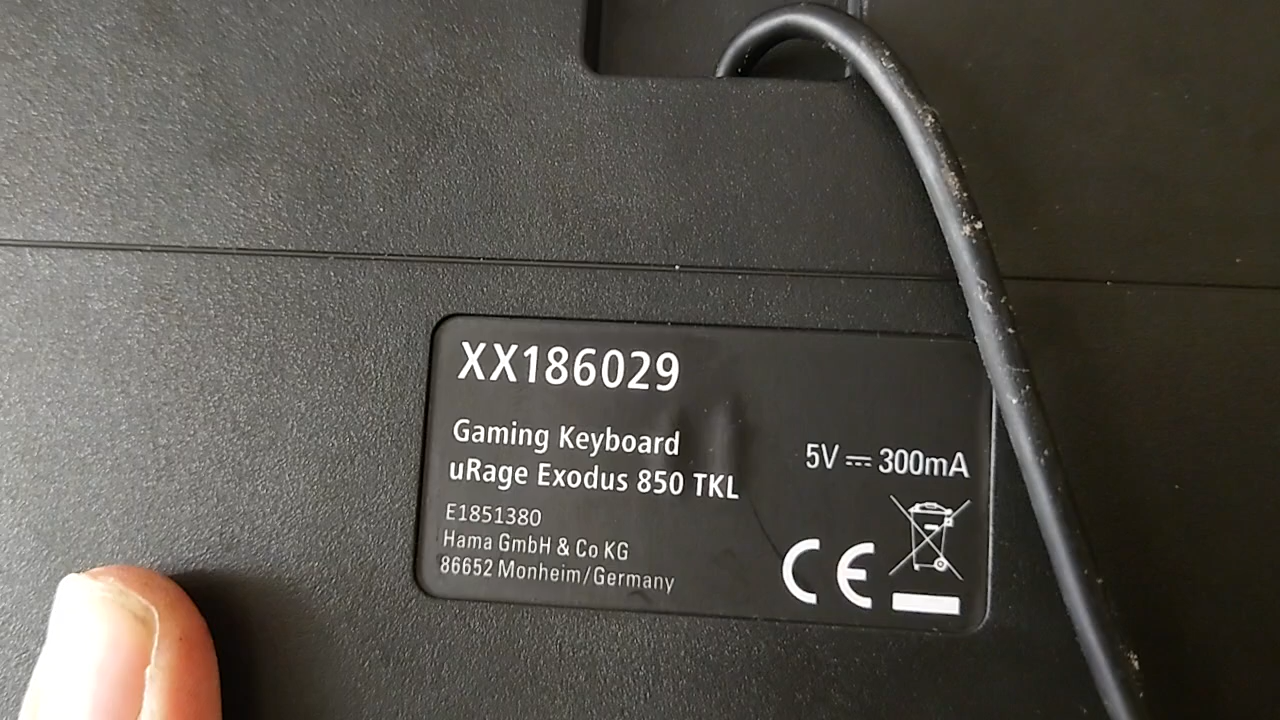 XX186029
Gaming Keyboard
uRage Exodus 850 TKL
5V ⎓ 300mA
E1851380
Hama GmbH & Co KG
86652 Monheim/Germany
CE